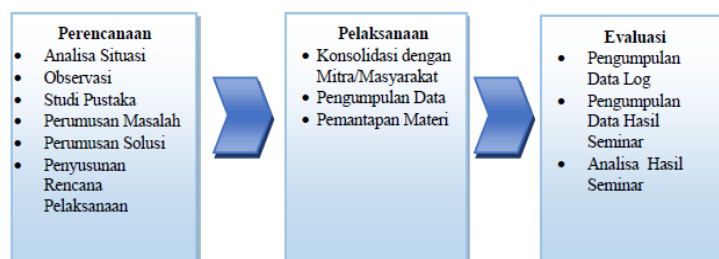 Perencanaan
• Analisa Situasi
• Observasi
• Studi Pustaka
• Perumusan Masalah
• Perumusan Solusi
• Penyusunan
Rencana
Pelaksanaan
Pelaksanaan
• Konsolidasi dengan
Mitra/Masyarakat
• Pengumpulan Data
• Pemantapan Materi
Evaluasi
• Pengumpulan
Data Log
• Pengumpulan
Data Hasil
Seminar
• Analisa Hasil
Seminar